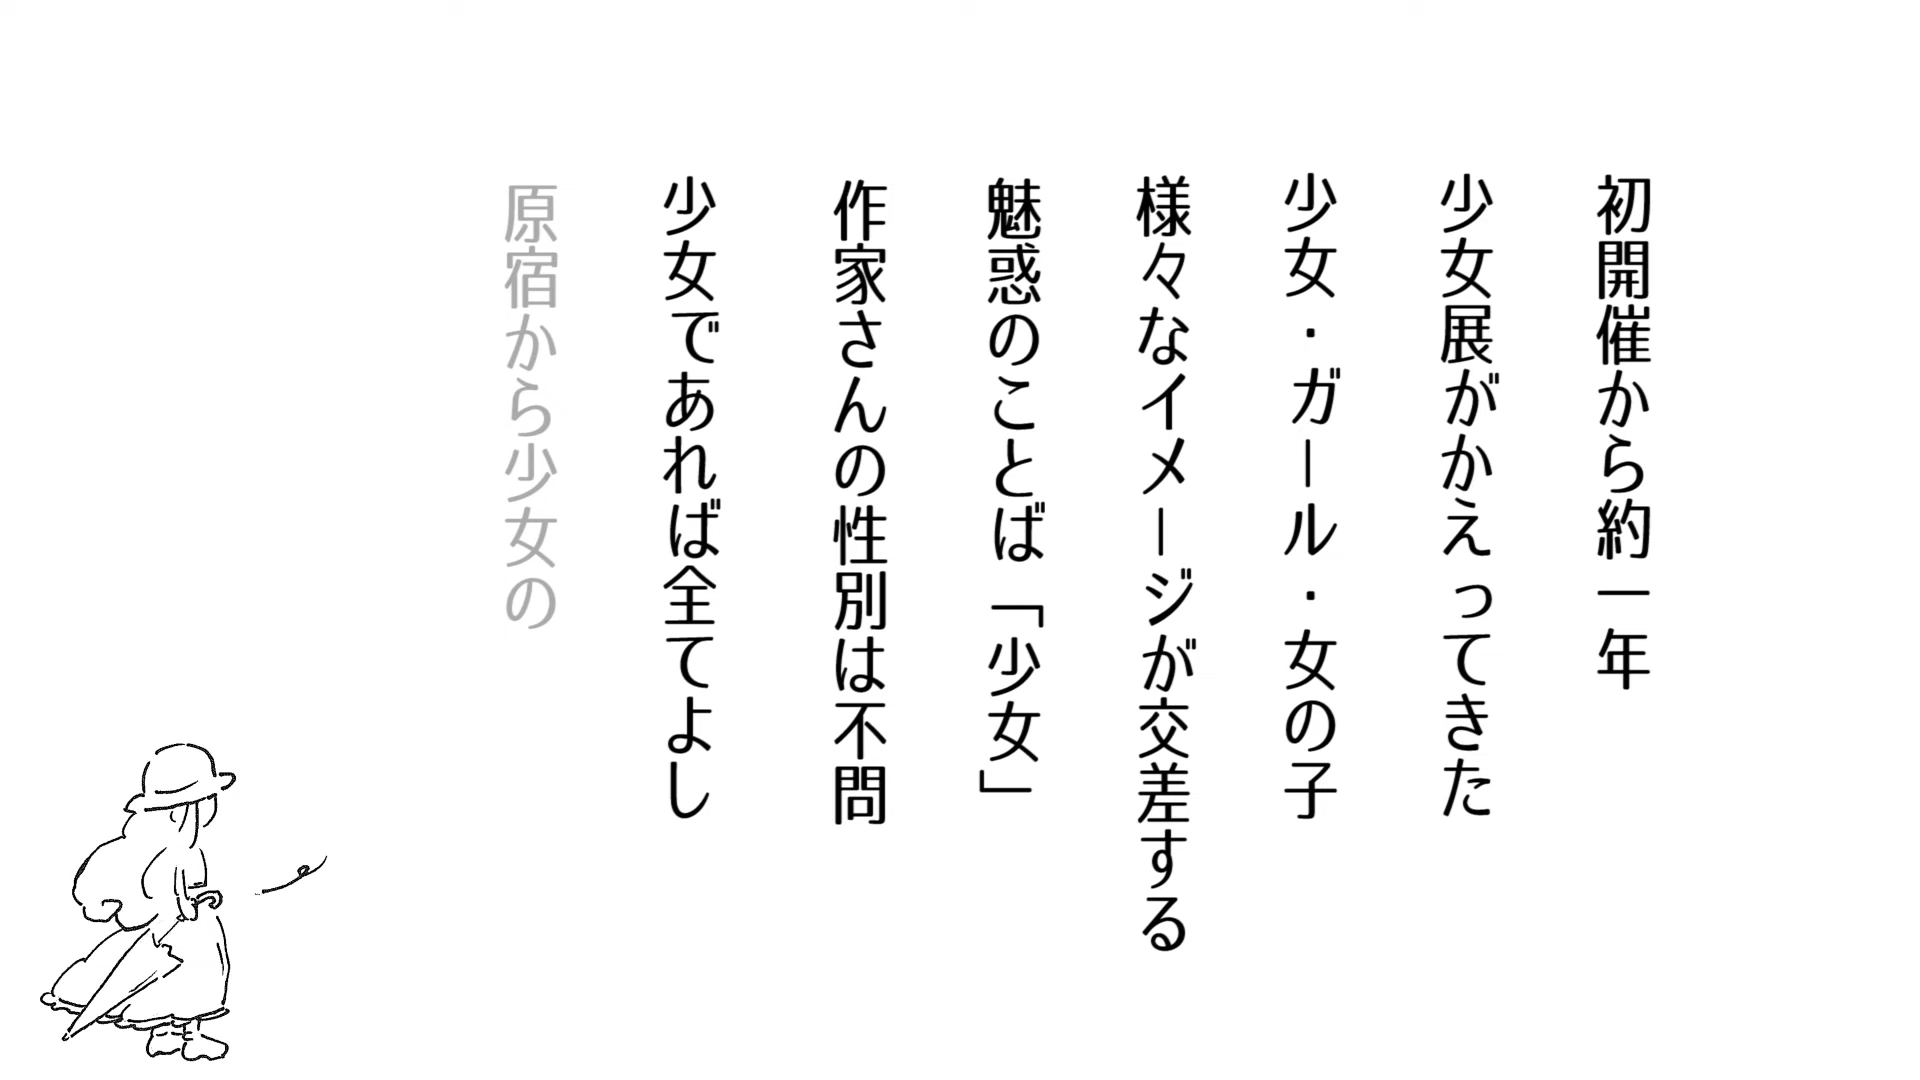 初開催から約一年
少女展がかえってきた
少女・ガール・女の子
様々なイメージが交差する
魅惑のことば「少女」
作家さんの性別は不問
少女であれば全てよし
原宿から少女の